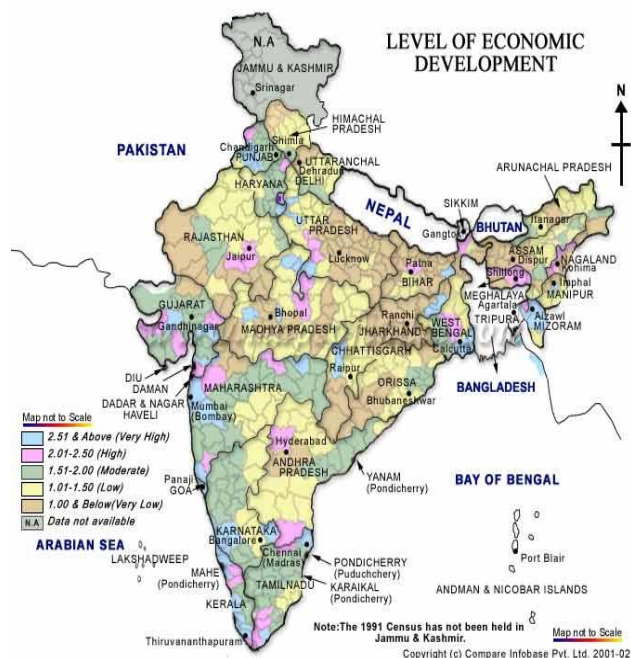 LEVEL OF ECONOMIC
DEVELOPMENT
N
N.A
JAMMU & KASHMIR
Srinagar
HIMACHAL
PRADESH
PAKISTAN
Shimla
Chandigarh
PUNJAB
UTTARANCHAL
Dehradun
HARYANA
DELHI
ARUNACHAL PRADESH
SIKKIM
NEPAL
BHUTAN
Gangtok
Itanagar
RAJASTHAN
Jaipur
UTTAR
PRADESH
Lucknow
ASSAM
Dispur
NAGALAND
Kohima
Patna
BIHAR
Shillong
Imphal
MANIPUR
MEGHALAYA
Agartala
TRIPURA
Aizawl
MIZORAM
GUJARAT
Gandhinagar
Bhopal
MADHYA PRADESH
Ranchi
JHARKHAND
WEST
BENGAL
Calcutta
CHHATTISGARH
Raipur
BANGLADESH
DIU
DAMAN
DADAR & NAGAR
HAVELI
MAHARASHTRA
Mumbai
(Bombay)
ORISSA
Bhubaneshwar
Map not to Scale
2.51 & Above (Very High)
2.01-2.50 (High)
1.51-2.00 (Moderate)
1.01-1.50 (Low)
1.00 & Below(Very Low)
N.A Data not available
Hyderabad
ANDHRA
PRADESH
YANAM
(Pondicherry)
Panaji
GOA
BAY OF BENGAL
ARABIAN SEA
KARNATAKA
Bangalore
Chennai
(Madras)
LAKSHADWEEP
MAHE
(Pondicherry)
PONDICHERRY
(Puduchcery)
KARAIKAL
(Pondicherry)
TAMILNADU
KERALA
Thiruvananthapuram
Port Blair
ANDMAN & NICOBAR ISLANDS
Note:The 1991 Census has not been held in
Jammu & Kashmir.
Map not to Scale
Copyright (c) Compare Infobase Pvt. Ltd. 2001-02